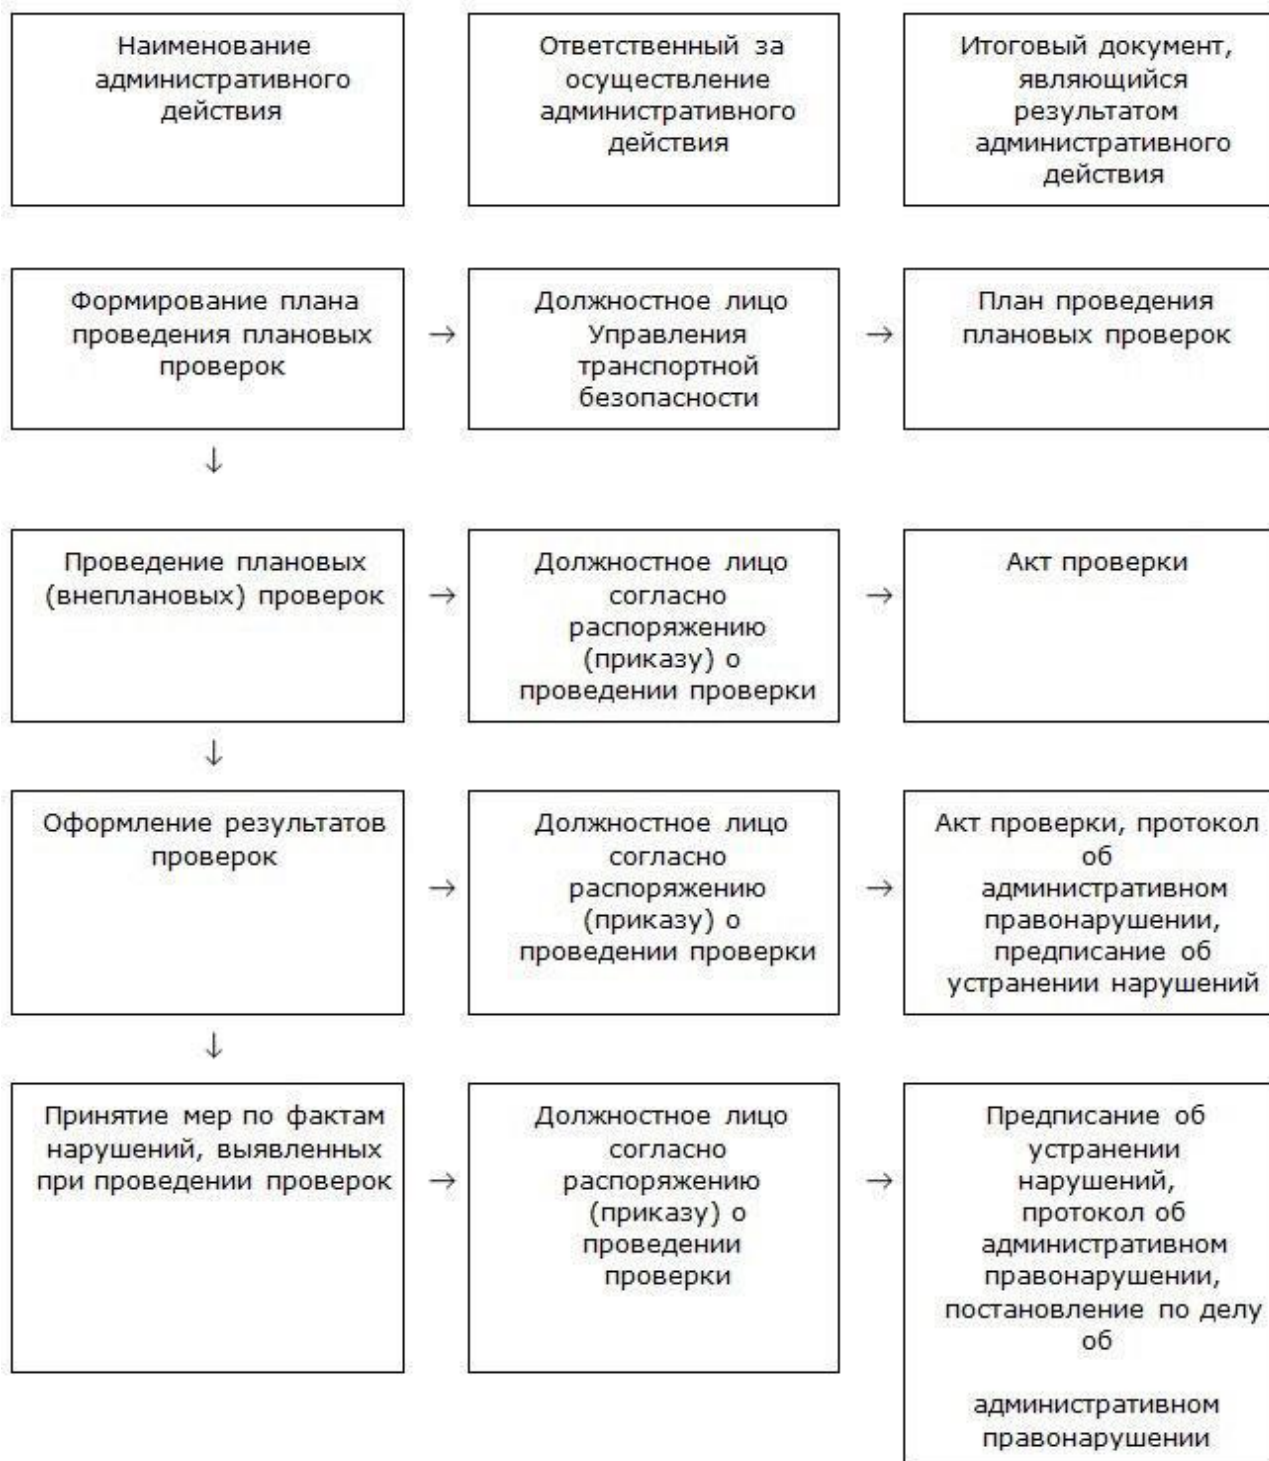 Наименование
административного
действия
Ответственный за
осуществление
административного
действия
Итоговый документ,
являющийся
результатом
административного
действия
Формирование плана
проведения плановых
проверок
→
Должностное лицо
Управления
транспортной
безопасности
→
План проведения
плановых проверок
↓
Проведение плановых
(внеплановых) проверок
→
Должностное лицо
согласно
распоряжению
(приказу) о
проведении проверки
→
Акт проверки
↓
Оформление результатов
проверок
→
Должностное лицо
согласно
распоряжению
(приказу) о
проведении проверки
→
Акт проверки, протокол
об
административном
правонарушении,
предписание об
устранении нарушений
↓
Принятие мер по фактам
нарушений, выявленных
при проведении проверок
→
Должностное лицо
согласно
распоряжению
(приказу) о
проведении
проверки
→
Предписание об
устранении
нарушений,
протокол об
административном
правонарушении,
постановление по делу
об
административном
правонарушении